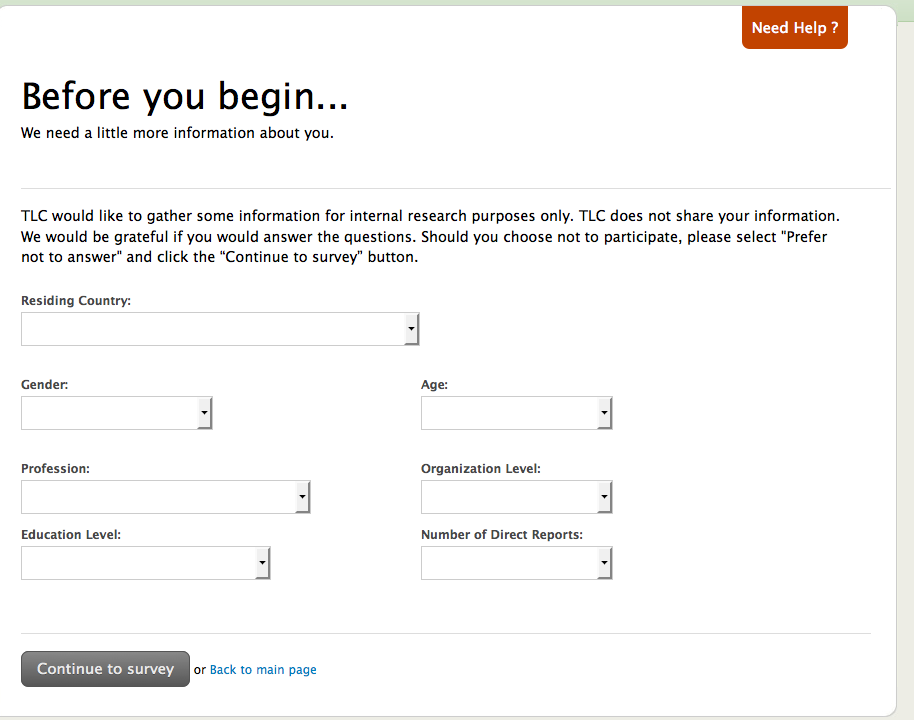 Need Help ?
Before you begin...
We need a little more information about you.
TLC would like to gather some information for internal research purposes only. TLC does not share your information.
We would be grateful if you would answer the questions. Should you choose not to participate, please select "Prefer
not to answer" and click the "Continue to survey" button.
Residing Country:
Gender:
Age:
Profession:
Organization Level:
Education Level:
Number of Direct Reports:
Continue to survey or Back to main page